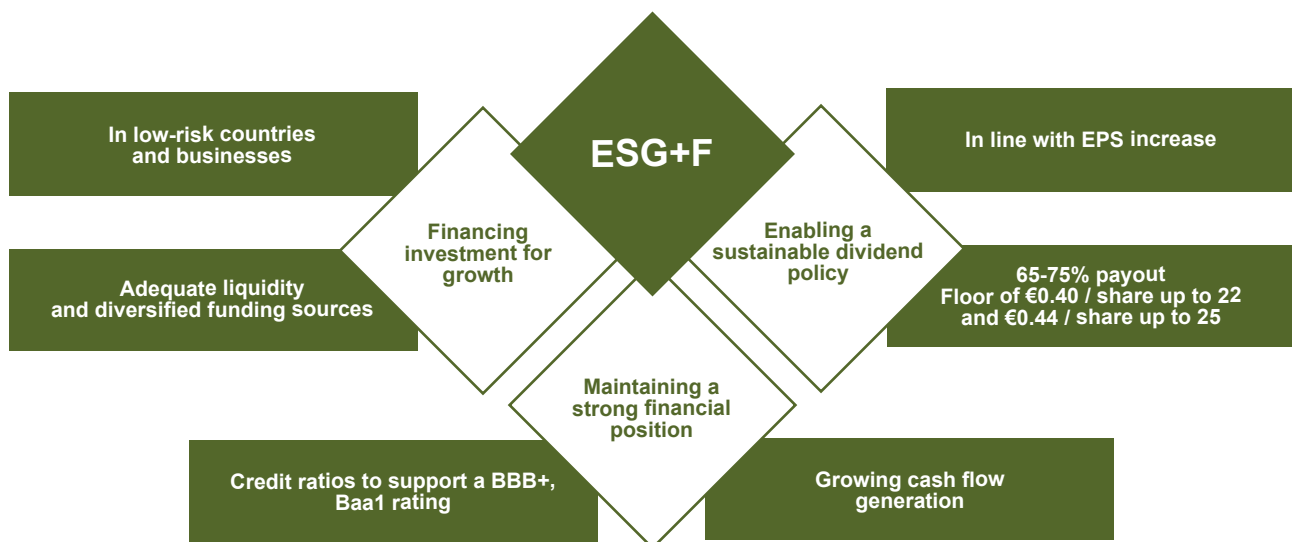 ESG+F
In low-risk countries
and businesses
Adequate liquidity
and diversified funding sources
Financing
investment for
growth
Enabling a
sustainable dividend
policy
In line with EPS increase
65-75% payout
Floor of €0.40 / share up to 22
and €0.44 / share up to 25
Maintaining a
strong financial
position
Credit ratios to support a BBB+,
Baa1 rating
Growing cash flow
generation